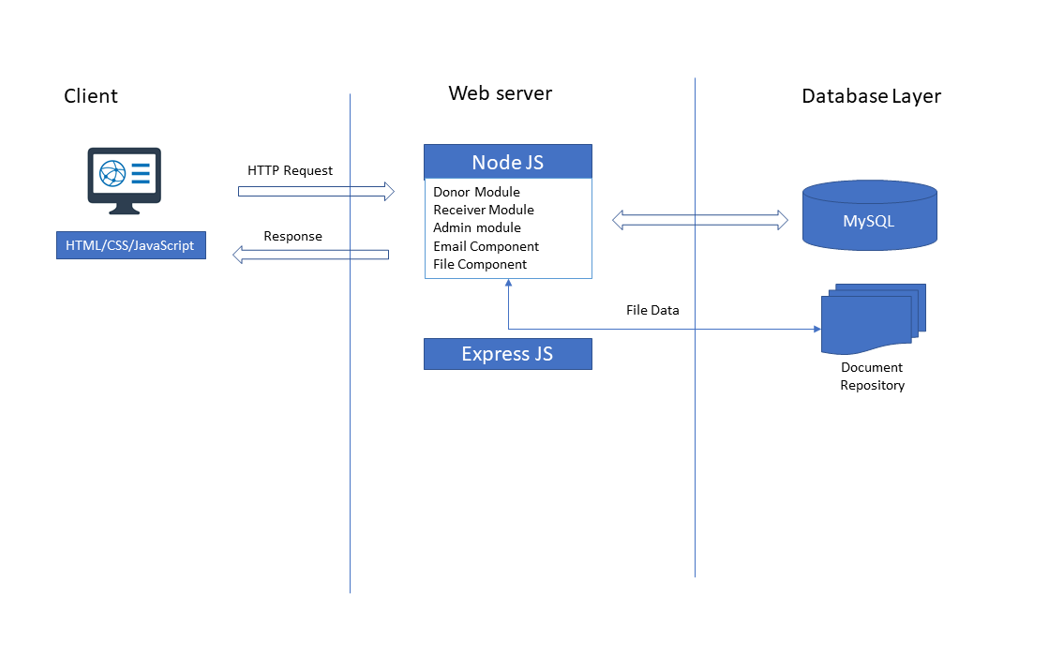 Client
Web server
Database Layer
HTTP Request
Response
HTML/CSS/JavaScript
Node JS
Donor Module
Receiver Module
Admin module
Email Component
File Component
MySQL
File Data
Express JS
Document
Repository